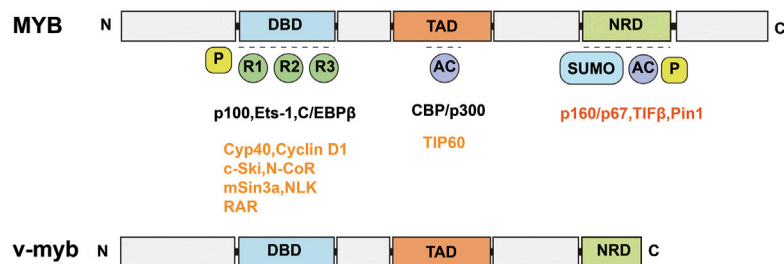 MYB N DBD TAD NRD C
P R1 R2 R3 AC SUMO AC P
p100,Ets-1,C/EBPβ CBP/p300 p160/p67,TIFβ,Pin1
Cyp40,Cyclin D1 TIP60
c-Ski,N-CoR
mSin3a,NLK
RAR
v-myb N DBD TAD NRD C